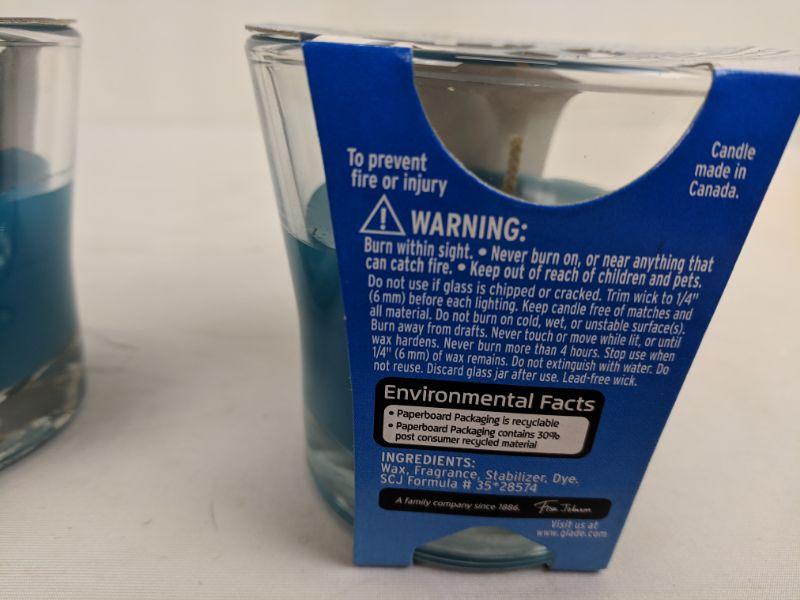 To prevent
fire or injury
Candle
made in
Canada.
WARNING:
Burn within sight. • Never burn on, or near anything that
can catch fire. • Keep out of reach of children and pets.
Do not use if glass is chipped or cracked. Trim wick to 1/4"
(6 mm) before each lighting. Keep candle free of matches and
all material. Do not burn on cold, wet, or unstable surface(s).
Burn away from drafts. Never touch or move while lit, or until
wax hardens. Never burn more than 4 hours. Stop use when
1/4" (6 mm) of wax remains. Do not extinguish with water. Do
not reuse. Discard glass jar after use. Lead-free wick.
Environmental Facts
• Paperboard Packaging is recyclable
• Paperboard Packaging contains 30%
post consumer recycled material
INGREDIENTS:
Wax, Fragrance, Stabilizer, Dye.
SCJ Formula # 35*28574
A family company since 1886. Fisk Johnson
Visit us at
www.glade.com